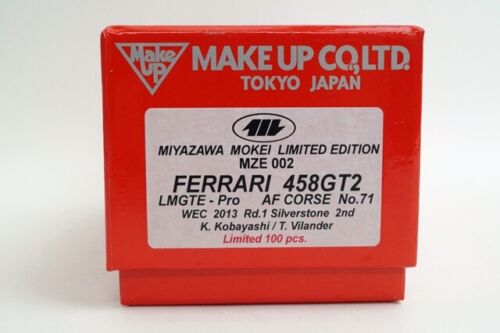 Make UP
MAKE UP CO., LTD.
TOKYO JAPAN
MIYAZAWA MOKEI LIMITED EDITION
MZE 002
FERRARI 458GT2
LMGTE - Pro AF CORSE No.71
WEC 2013 Rd.1 Silverstone 2nd
K. Kobayashi / T. Vilander
Limited 100 pcs.